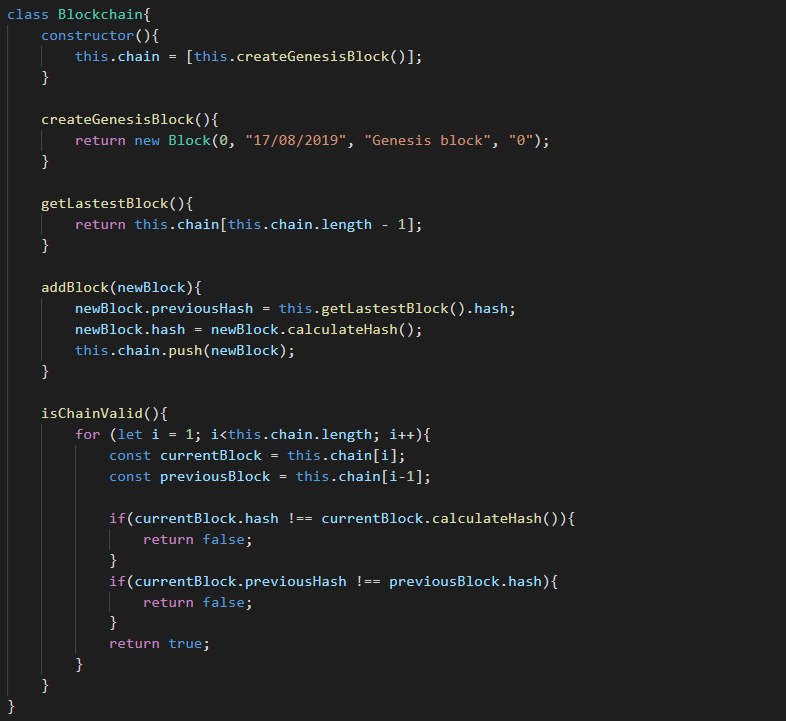 class Blockchain{
    constructor(){
        this.chain = [this.createGenesisBlock()];
    }

    createGenesisBlock(){
        return new Block(0, "17/08/2019", "Genesis block", "0");
    }

    getLastestBlock(){
        return this.chain[this.chain.length - 1];
    }

    addBlock(newBlock){
        newBlock.previousHash = this.getLastestBlock().hash;
        newBlock.hash = newBlock.calculateHash();
        this.chain.push(newBlock);
    }

    isChainValid(){
        for (let i = 1; i<this.chain.length; i++){
            const currentBlock = this.chain[i];
            const previousBlock = this.chain[i-1];

            if(currentBlock.hash !== currentBlock.calculateHash()){
                return false;
            }
            if(currentBlock.previousHash !== previousBlock.hash){
                return false;
            }
            return true;
        }
    }
}